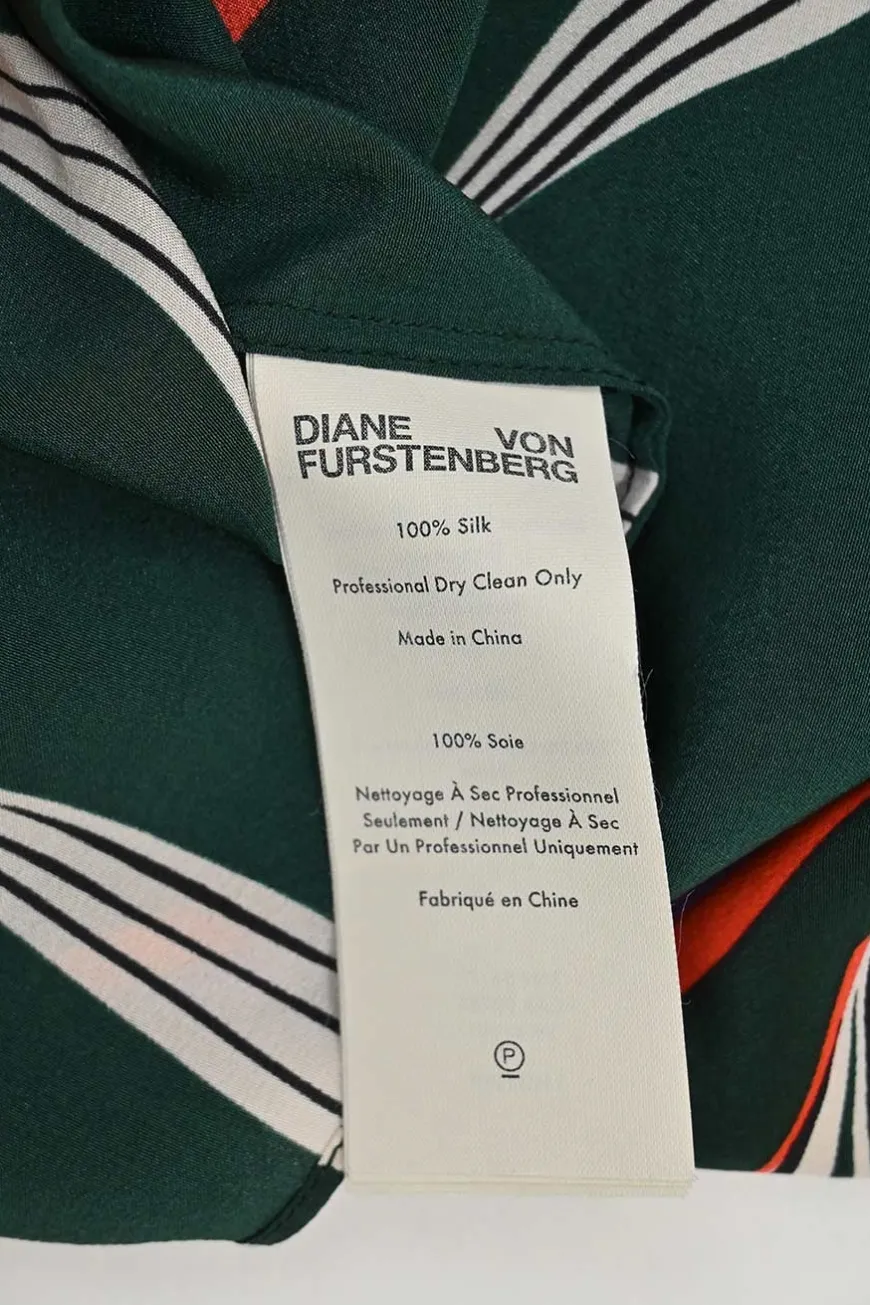 DIANE VON
FURSTENBERG
100% Silk
Professional Dry Clean Only
Made in China
100% Soie
Nettoyage À Sec Professionnel
Seulement / Nettoyage À Sec
Par Un Professionnel Uniquement
Fabriqué en Chine
P